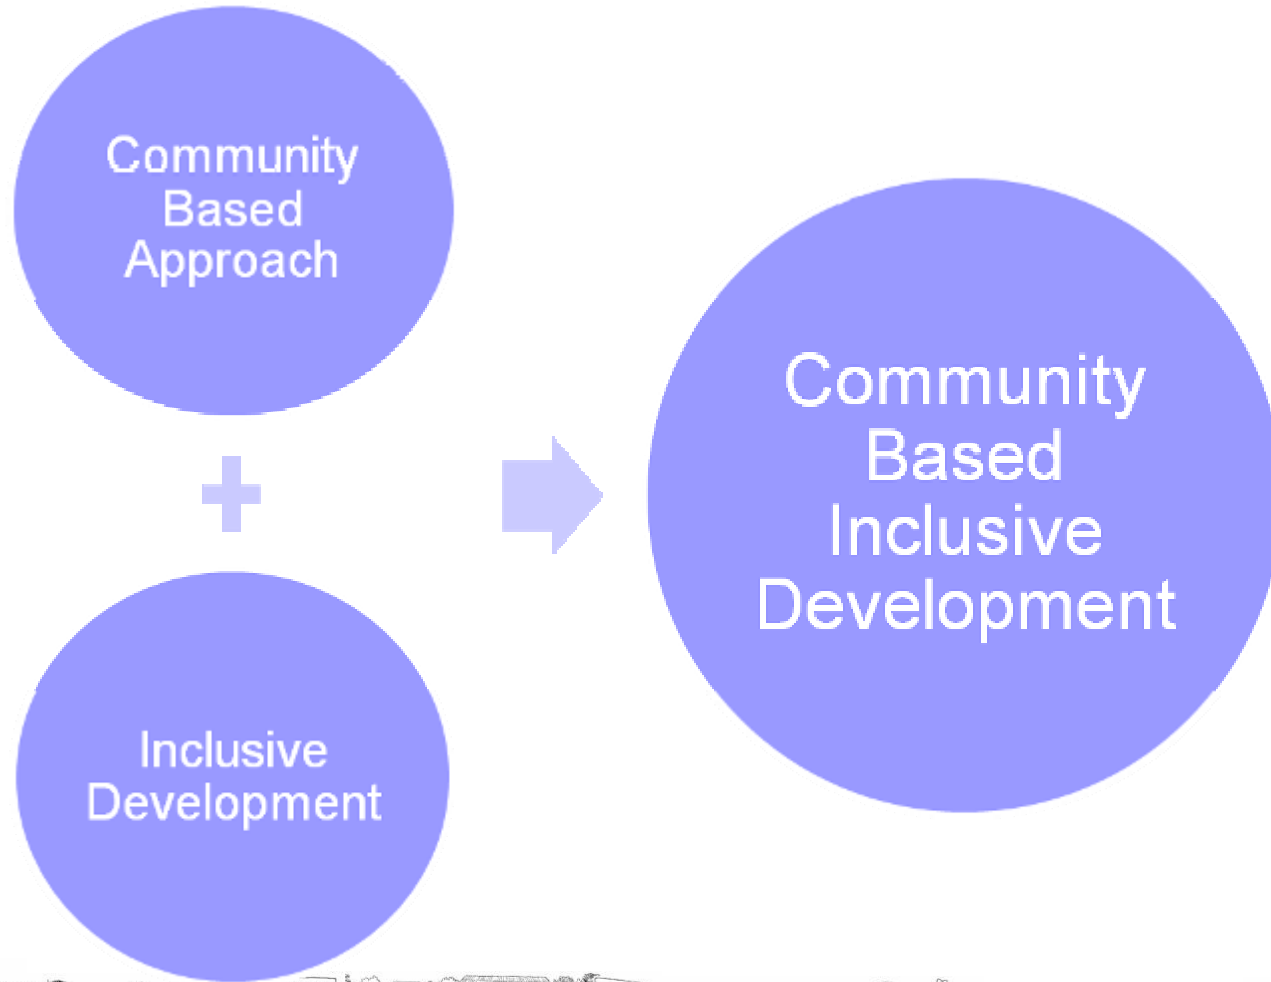 Community
Based
Approach
Inclusive
Development
Community
Based
Inclusive
Development